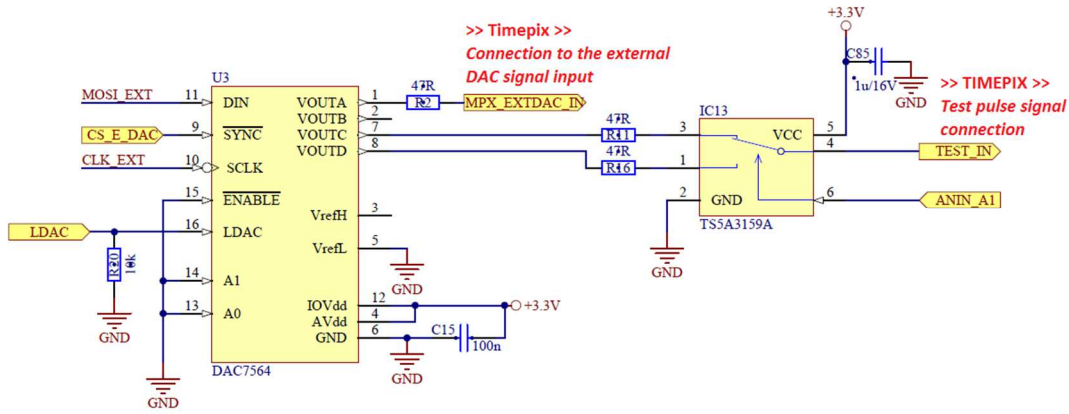 +3.3V
>> Timepix >>
Connection to the external
DAC signal input
C85
1u/16V
GND
>> TIMEPIX >>
Test pulse signal
connection
U3
47R
R2
MPX_EXTDAC_IN
MOSI_EXT
11
DIN
VOUTA
1
VOUTB
2
CS_E_DAC
9
SYNC
VOUTC
7
47R
R11
IC13
3
VCC
5
VOUTD
8
47R
R16
1
4
TEST_IN
CLK_EXT
10
SCLK
15
ENABLE
2
GND
6
ANIN_A1
TS5A3159A
VrefH
3
LDAC
16
LDAC
VrefL
5
GND
GND
R20
10k
GND
14
A1
13
A0
IOVdd
12
+3.3V
AVdd
4
GND
6
C15
100n
GND
DAC7564
GND